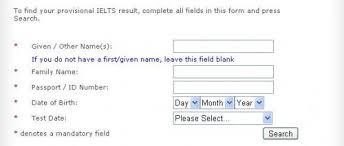 To find your provisional IELTS result, complete all fields in this form and press
Search.
* Given / Other Name(s):
If you do not have a first/given name, leave this field blank
* Family Name:
* Passport / ID Number:
* Date of Birth: Day Month Year
* Test Date: Please Select...
* denotes a mandatory field Search